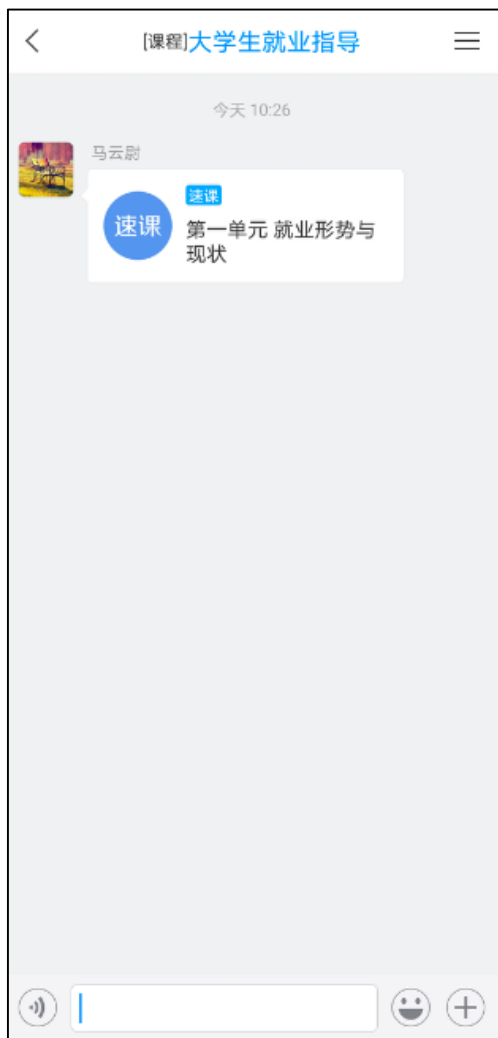 [课程]大学生就业指导
今天 10:26
马云尉
速课
速课
第一单元 就业形势与
现状